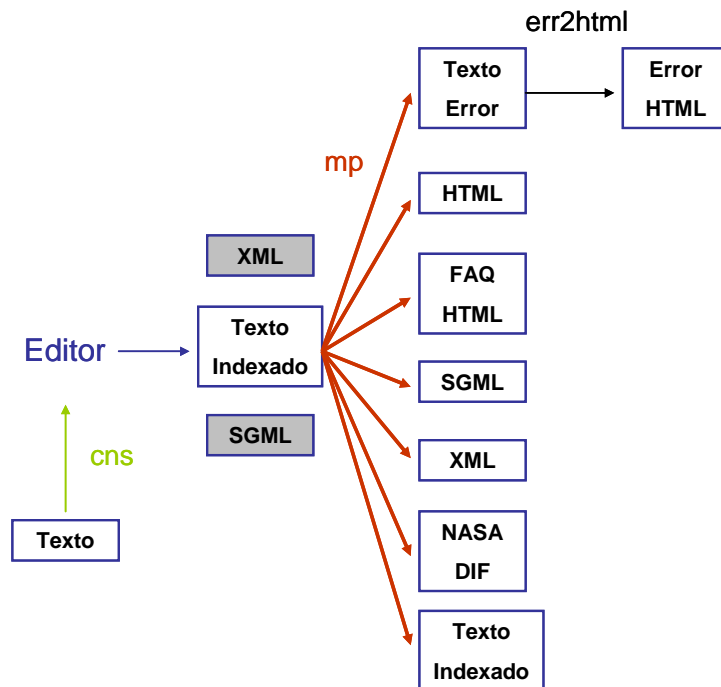 err2html
Texto
Error
Error
HTML
mp
HTML
XML
FAQ
HTML
Texto
Indexado
Editor
SGML
SGML
cns
XML
Texto
NASA
DIF
Texto
Indexado